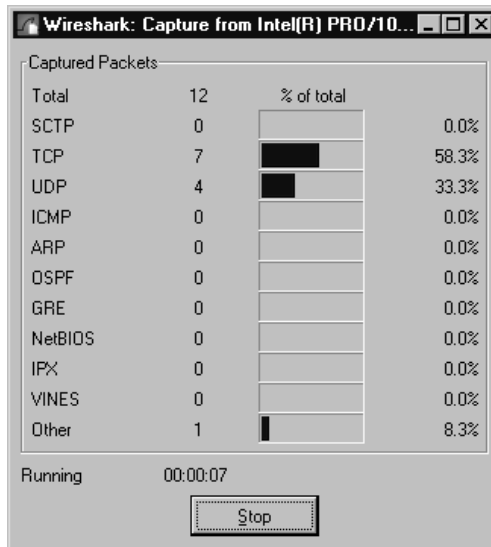 Wireshark: Capture from Intel(R) PRO/10...
Captured Packets
Total 12 % of total
SCTP 0 0.0%
TCP 7 58.3%
UDP 4 33.3%
ICMP 0 0.0%
ARP 0 0.0%
OSPF 0 0.0%
GRE 0 0.0%
NetBIOS 0 0.0%
IPX 0 0.0%
VINES 0 0.0%
Other 1 8.3%
Running 00:00:07
Stop